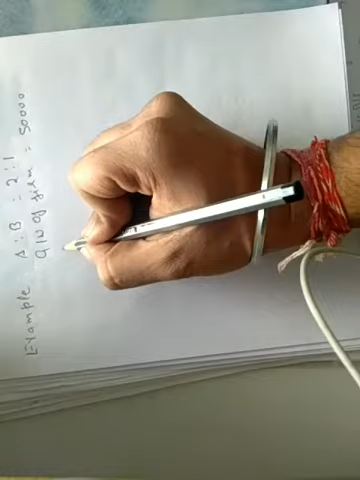 Example. A : B = 2 : 1
G/W of firm = 50000